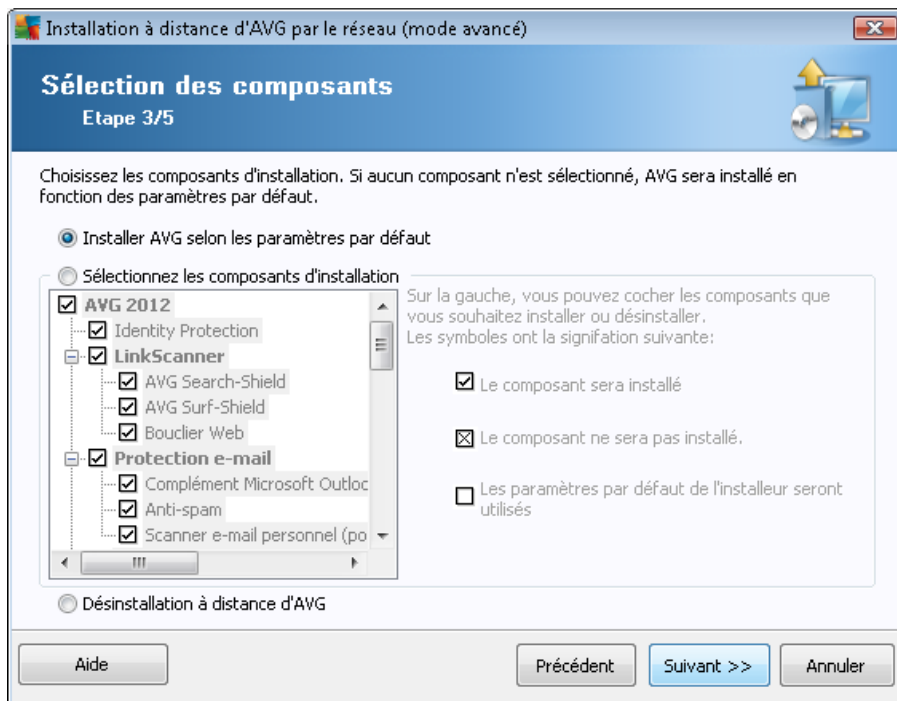 Installation à distance d'AVG par le réseau (mode avancé)
Sélection des composants
Etape 3/5
Choisissez les composants d'installation. Si aucun composant n'est sélectionné, AVG sera installé en
fonction des paramètres par défaut.
Installer AVG selon les paramètres par défaut
Sélectionnez les composants d'installation
AVG 2012
Identity Protection
LinkScanner
AVG Search-Shield
AVG Surf-Shield
Bouclier Web
Protection e-mail
Complément Microsoft Outloc
Anti-spam
Scanner e-mail personnel (po
Sur la gauche, vous pouvez cocher les composants que
vous souhaitez installer ou désinstaller.
Les symboles ont la signifation suivante:
Le composant sera installé
Le composant ne sera pas installé.
Les paramètres par défaut de l'installeur seront
utilisés
Désinstallation à distance d'AVG
Aide
Précédent
Suivant >>
Annuler